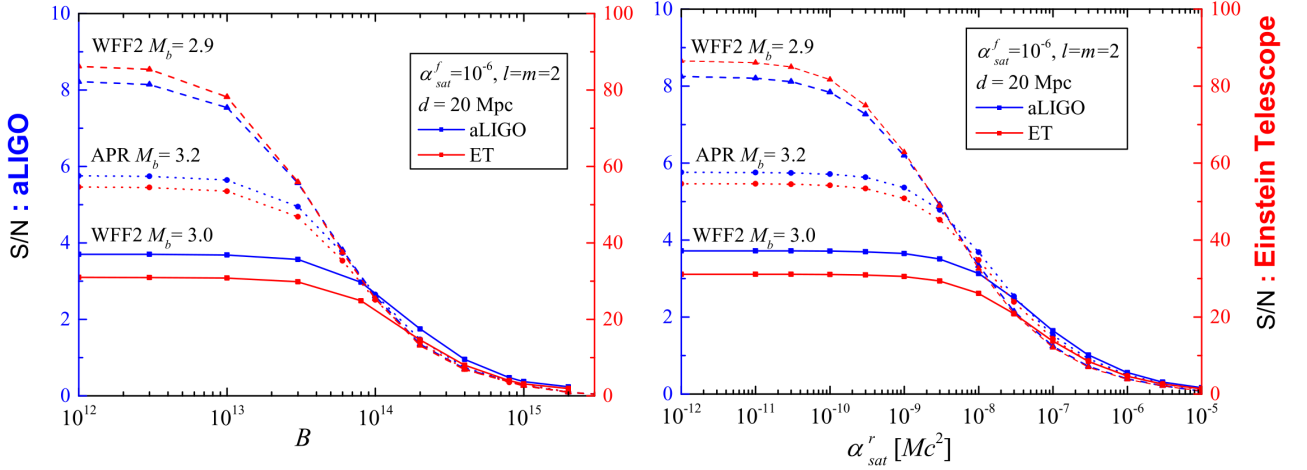 S/N : aLIGO
10
8
6
4
2
0
WFF2 M_b= 2.9
APR M_b= 3.2
WFF2 M_b= 3.0
α^f_sat=10^-6, l=m=2
d = 20 Mpc
aLIGO
ET
100
80
60
40
20
0
10^12
10^13
10^14
10^15
B
10
8
6
4
2
0
WFF2 M_b= 2.9
APR M_b= 3.2
WFF2 M_b= 3.0
α^f_sat=10^-6, l=m=2
d = 20 Mpc
aLIGO
ET
100
80
60
40
20
0
10^-12
10^-11
10^-10
10^-9
10^-8
10^-7
10^-6
10^-5
α^r_sat [Mc^2]
S/N : Einstein Telescope